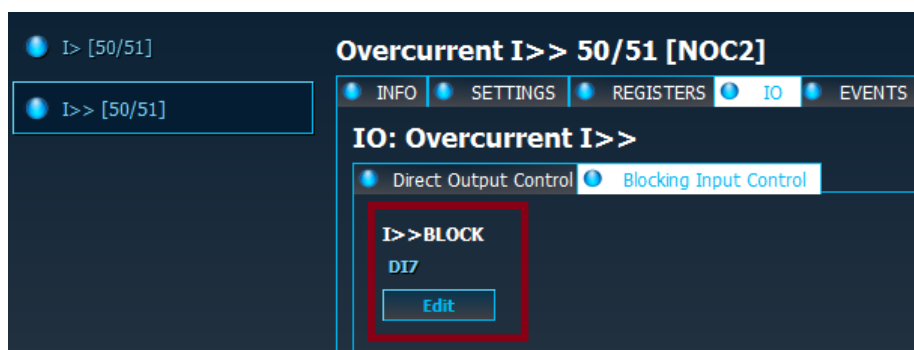 I> [50/51]
I>> [50/51]
Overcurrent I>> 50/51 [NOC2]
INFO SETTINGS REGISTERS IO EVENTS
IO: Overcurrent I>>
Direct Output Control Blocking Input Control
I>>BLOCK
DI7
Edit